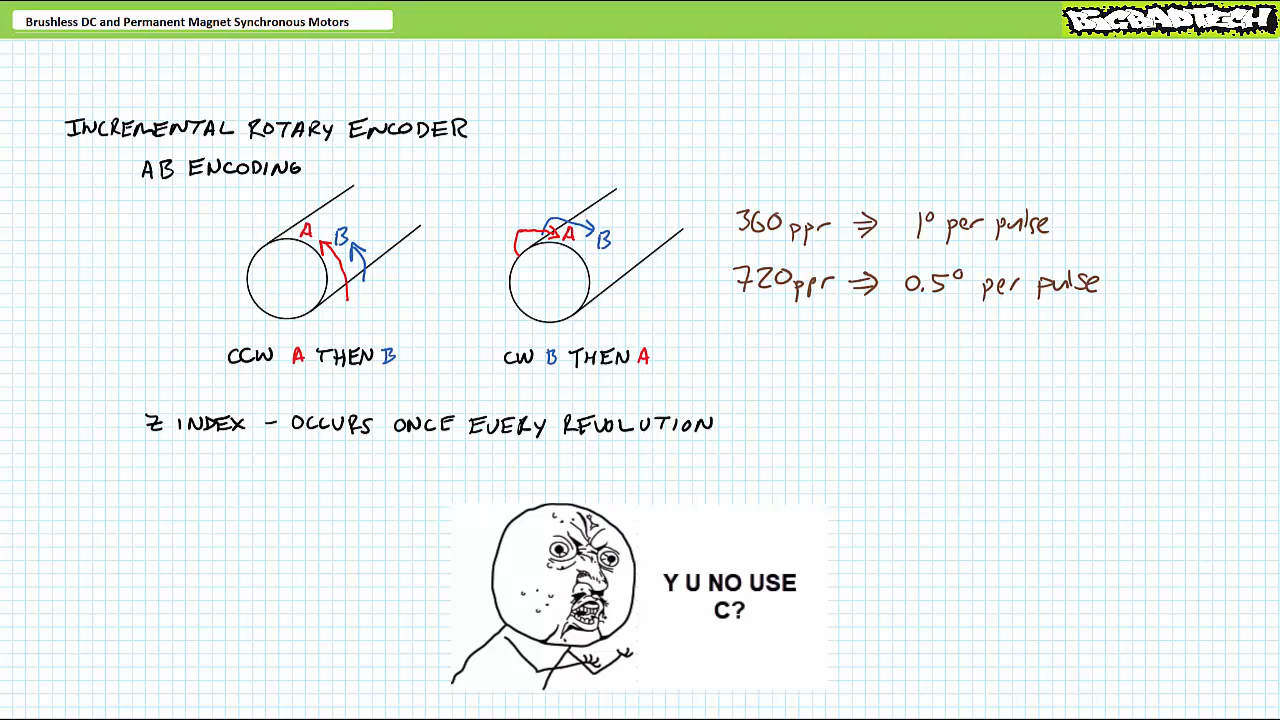 Brushless DC and Permanent Magnet Synchronous Motors
BIGBADTECH
INCREMENTAL ROTARY ENCODER
AB ENCODING
A B
A B
360 ppr ⇒ 1° per pulse
720 ppr ⇒ 0.5° per pulse
CCW A THEN B
CW B THEN A
Z INDEX - OCCURS ONCE EVERY REVOLUTION
Y U NO USE
C?